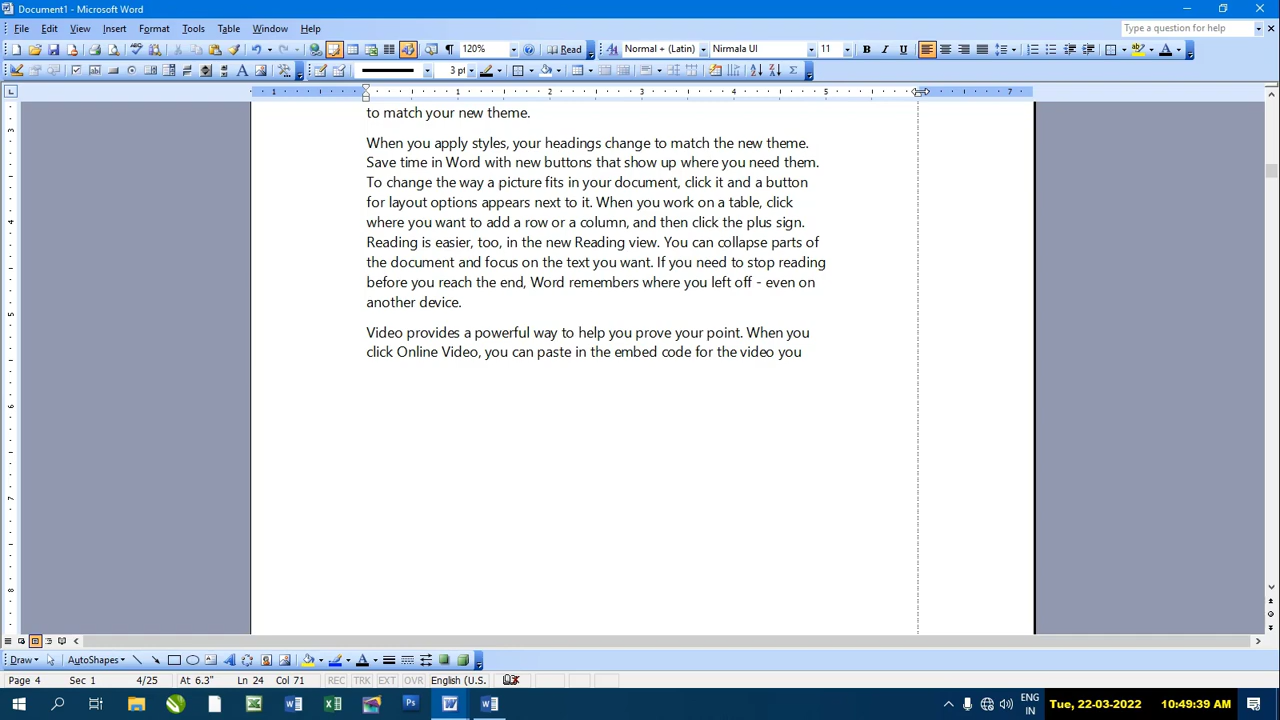 Document1 - Microsoft Word
File Edit View Insert Format Tools Table Window Help
Type a question for help
120% Read Normal + (Latin) Nirmala UI 11 B I U
3 pt
1 1 2 3 4 5 7
to match your new theme.
When you apply styles, your headings change to match the new theme.
Save time in Word with new buttons that show up where you need them.
To change the way a picture fits in your document, click it and a button
for layout options appears next to it. When you work on a table, click
where you want to add a row or a column, and then click the plus sign.
Reading is easier, too, in the new Reading view. You can collapse parts of
the document and focus on the text you want. If you need to stop reading
before you reach the end, Word remembers where you left off - even on
another device.
Video provides a powerful way to help you prove your point. When you
click Online Video, you can paste in the embed code for the video you
Draw AutoShapes
Page 4 Sec 1 4/25 At 6.3" Ln 24 Col 71 REC TRK EXT OVR English (U.S.
ENG
IN
Tue, 22-03-2022 10:49:39 AM